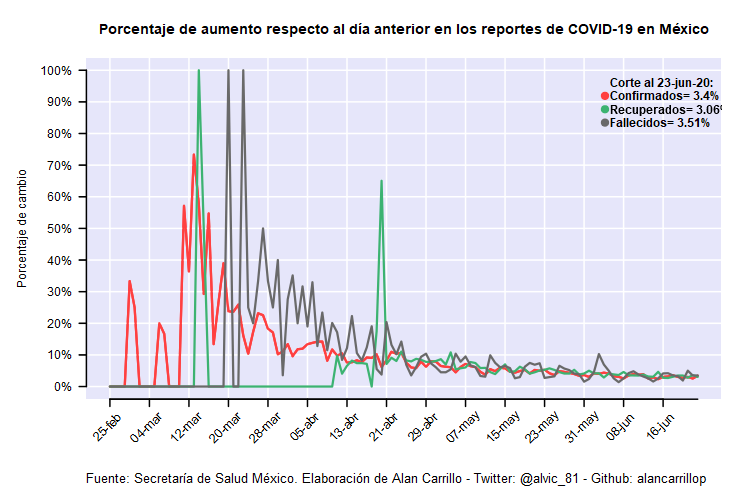 Porcentaje de aumento respecto al día anterior en los reportes de COVID-19 en México
Porcentaje de cambio
100%
90%
80%
70%
60%
50%
40%
30%
20%
10%
0%
Corte al 23-jun-20:
Confirmados= 3.4%
Recuperados= 3.06%
Fallecidos= 3.51%
25-feb
04-mar
12-mar
20-mar
28-mar
05-abr
13-abr
21-abr
29-abr
07-may
15-may
23-may
31-may
08-jun
16-jun
Fuente: Secretaría de Salud México. Elaboración de Alan Carrillo - Twitter: @alvic_81 - Github: alancarrillop